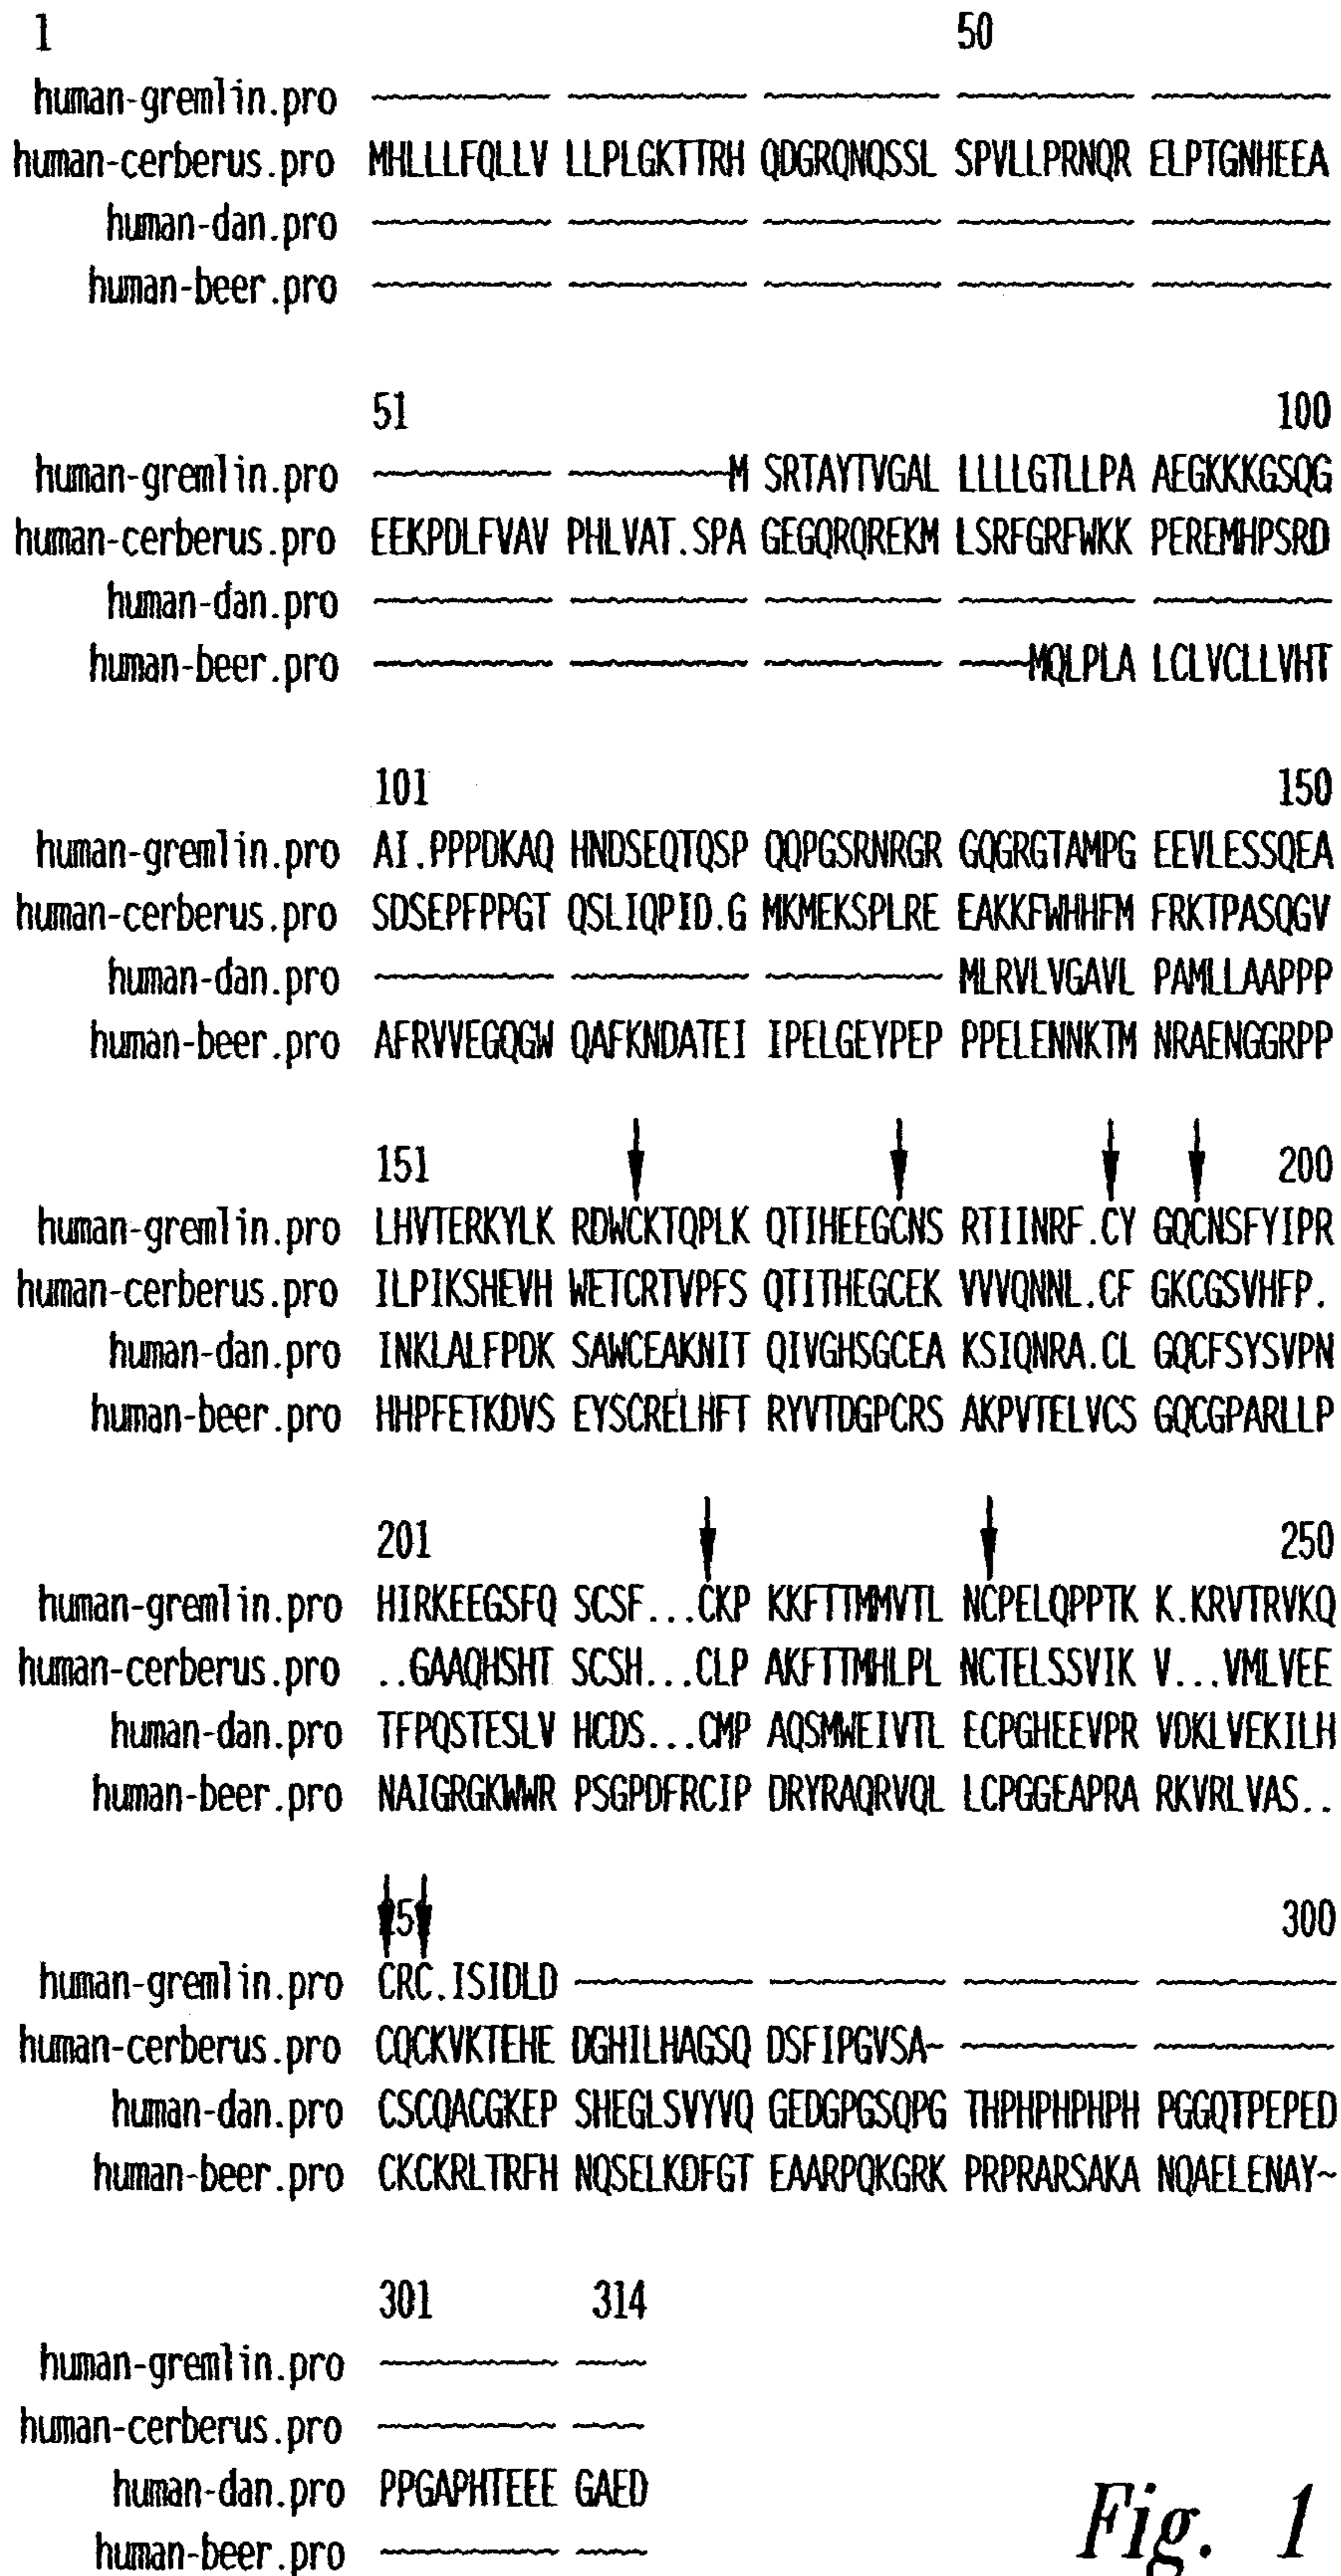 1 50
human-gremlin.pro ~~~~~~~~~~ ~~~~~~~~~~ ~~~~~~~~~~ ~~~~~~~~~~ ~~~~~~~~~~
human-cerberus.pro MHLLLFQLLV LLPLGKTTRH QDGRQNQSSL SPVLLPRNQR ELPTGNHEEA
human-dan.pro ~~~~~~~~~~ ~~~~~~~~~~ ~~~~~~~~~~ ~~~~~~~~~~ ~~~~~~~~~~
human-beer.pro ~~~~~~~~~~ ~~~~~~~~~~ ~~~~~~~~~~ ~~~~~~~~~~ ~~~~~~~~~~
51 100
human-gremlin.pro ~~~~~~~~~~ ~~~~~~~~~M SRTAYTVGAL LLLLGTLLPA AEGKKKGSQG
human-cerberus.pro EEKPDLFVAV PHLVAT.SPA GEGQRQREKM LSRFGRFWKK PEREMHPSRD
human-dan.pro ~~~~~~~~~~ ~~~~~~~~~~ ~~~~~~~~~~ ~~~~~~~~~~ ~~~~~~~~~~
human-beer.pro ~~~~~~~~~~ ~~~~~~~~~~ ~~~~~~~~~~ ~~~~MQLPLA LCLVCLLVHT
101 150
human-gremlin.pro AI.PPPDKAQ HNDSEQTQSP QQPGSRNRGR GQGRGTAMPG EEVLESSQEA
human-cerberus.pro SDSEPFPPGT QSLIQPID.G MKMEKSPLRE EAKKFWHHFM FRKTPASQGV
human-dan.pro ~~~~~~~~~~ ~~~~~~~~~~ ~~~~~~~~~~ MLRVLVGAVL PAMLLAAPPP
human-beer.pro AFRVVEGQGW QAFKNDATEI IPELGEYPEP PPELENNKTM NRAENGGRPP
151 200
human-gremlin.pro LHVTERKYLK RDWCKTQPLK QTIHEEGCNS RTIINRF.CY GQCNSFYIPR
human-cerberus.pro ILPIKSHEVH WETCRTVPFS QTITHEGCEK VVVQNNL.CF GKCGSVHFP.
human-dan.pro INKLALFPDK SAWCEAKNIT QIVGHSGCEA KSIQNRA.CL GQCFSYSVPN
human-beer.pro HHPFETKDVS EYSCRELHFT RYVTDGPCRS AKPVTELVCS GQCGPARLLP
201 250
human-gremlin.pro HIRKEEGSFQ SCSF...CKP KKFTTMMVTL NCPELQPPTK K.KRVTRVKQ
human-cerberus.pro ..GAAQHSHT SCSH...CLP AKFTTMHLPL NCTELSSVIK V...VMLVEE
human-dan.pro TFPQSTESLV HCDS...CMP AQSMWEIVTL ECPGHEEVPR VDKLVEKILH
human-beer.pro NAIGRGKWWR PSGPDFRCIP DRYRAQRVQL LCPGGEAPRA RKVRLVAS..
300
human-gremlin.pro CRC.ISIDLD ~~~~~~~~~~ ~~~~~~~~~~ ~~~~~~~~~~ ~~~~~~~~~~
human-cerberus.pro CQCKVKTEHE DGHILHAGSQ DSFIPGVSA~ ~~~~~~~~~~ ~~~~~~~~~~
human-dan.pro CSCQACGKEP SHEGLSVYVQ GEDGPGSQPG THPHPHPHPH PGGQTPEPED
human-beer.pro CKCKRLTRFH NQSELKDFGT EAARPQKGRK PRPRARSAKA NQAELENAY~
301 314
human-gremlin.pro ~~~~~~~~~~ ~~~~
human-cerberus.pro ~~~~~~~~~~ ~~~~
human-dan.pro PPGAPHTEEE GAED
human-beer.pro ~~~~~~~~~~ ~~~~
Fig. 1